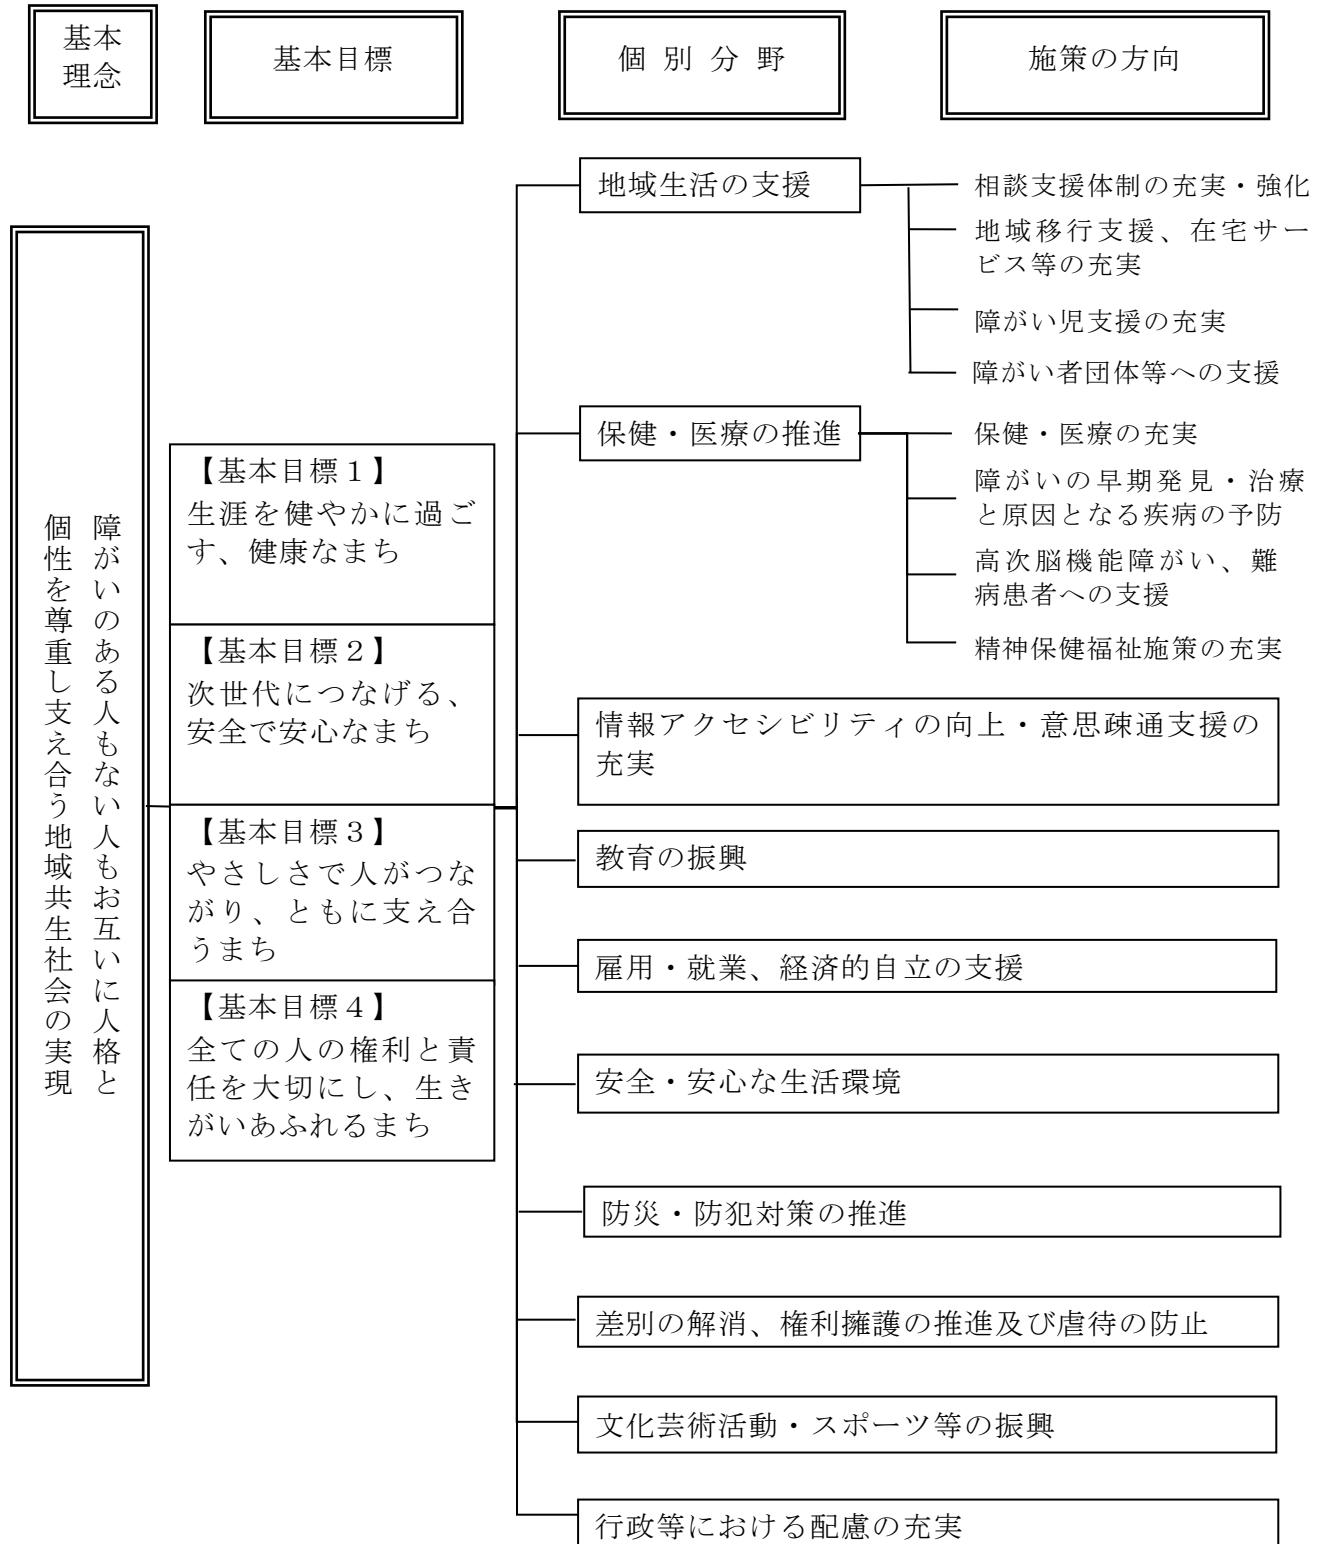 基本
理念
基本目標
個別分野
施策の方向
障がいのある人もない人もお互いに人格と
個性を尊重し支え合う地域共生社会の実現
【基本目標１】
生涯を健やかに過ご
す、健康なまち
【基本目標２】
次世代につなげる、
安全で安心なまち
【基本目標３】
やさしさで人がつな
がり、ともに支え合
うまち
【基本目標４】
全ての人の権利と責
任を大切にし、生き
がいあふれるまち
地域生活の支援
相談支援体制の充実・強化
地域移行支援、在宅サー
ビス等の充実
障がい児支援の充実
障がい者団体等への支援
保健・医療の推進
保健・医療の充実
障がいの早期発見・治療
と原因となる疾病の予防
高次脳機能障がい、難
病患者への支援
精神保健福祉施策の充実
情報アクセシビリティの向上・意思疎通支援の
充実
教育の振興
雇用・就業、経済的自立の支援
安全・安心な生活環境
防災・防犯対策の推進
差別の解消、権利擁護の推進及び虐待の防止
文化芸術活動・スポーツ等の振興
行政等における配慮の充実